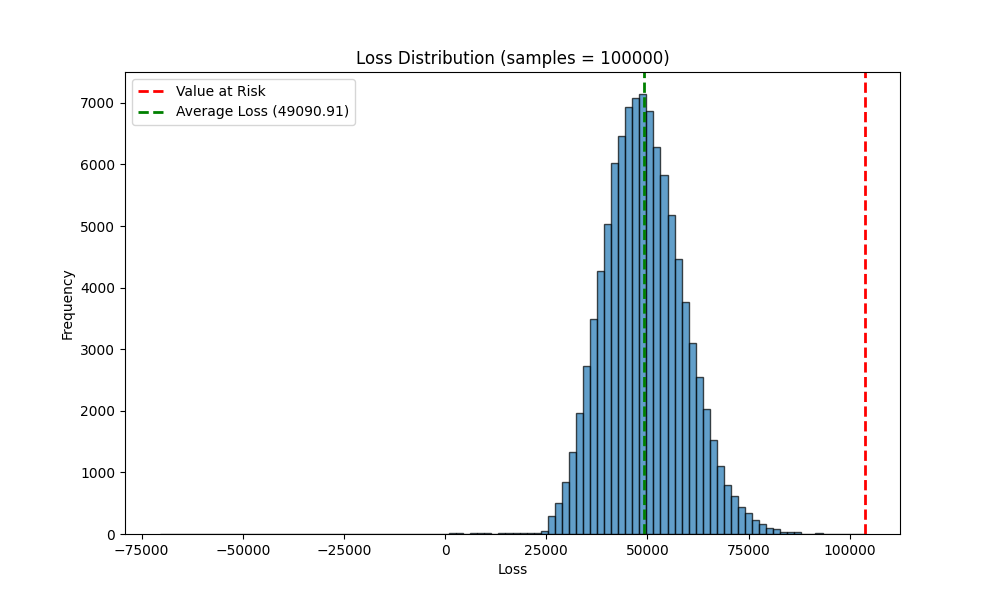 Loss Distribution (samples = 100000)
Value at Risk
Average Loss (49090.91)
7000
6000
5000
4000
3000
2000
1000
0
Frequency
−75000 −50000 −25000 0 25000 50000 75000 100000
Loss